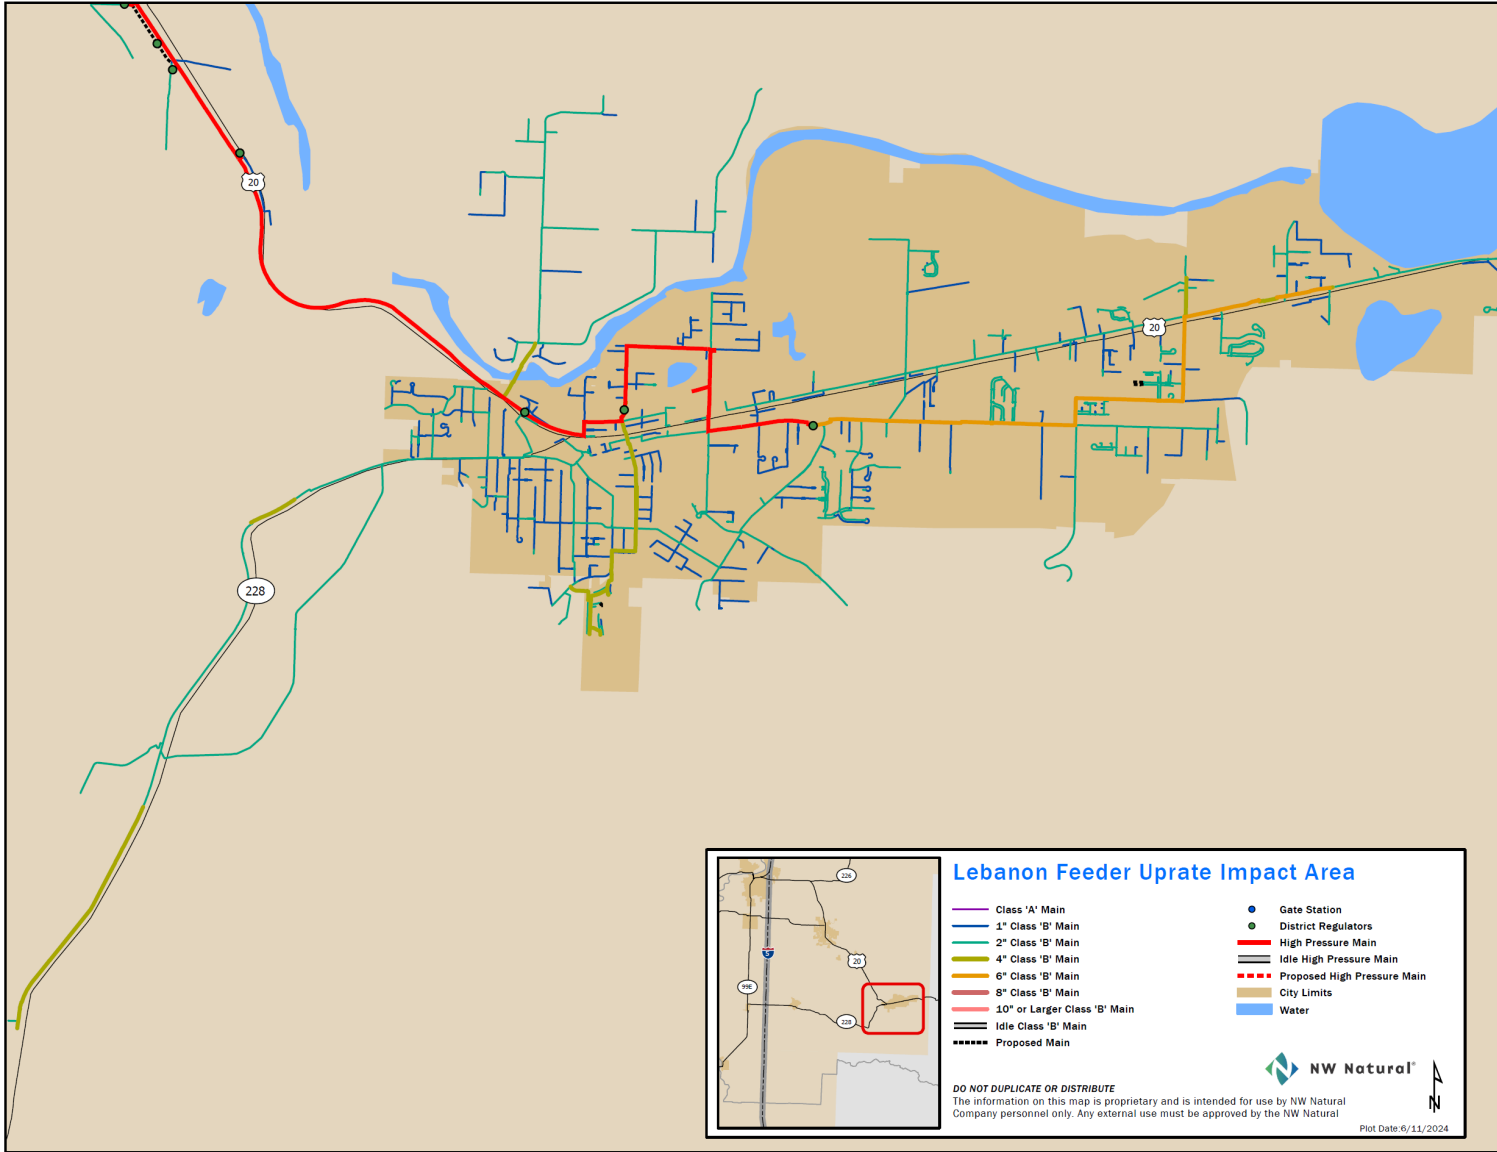 20
20
228
226
5
20
99E
228
Lebanon Feeder Uprate Impact Area
Class 'A' Main
1" Class 'B' Main
2" Class 'B' Main
4" Class 'B' Main
6" Class 'B' Main
8" Class 'B' Main
10" or Larger Class 'B' Main
Idle Class 'B' Main
Proposed Main
Gate Station
District Regulators
High Pressure Main
Idle High Pressure Main
Proposed High Pressure Main
City Limits
Water
NW Natural®
N
DO NOT DUPLICATE OR DISTRIBUTE
The information on this map is proprietary and is intended for use by NW Natural
Company personnel only. Any external use must be approved by the NW Natural
Plot Date:6/11/2024